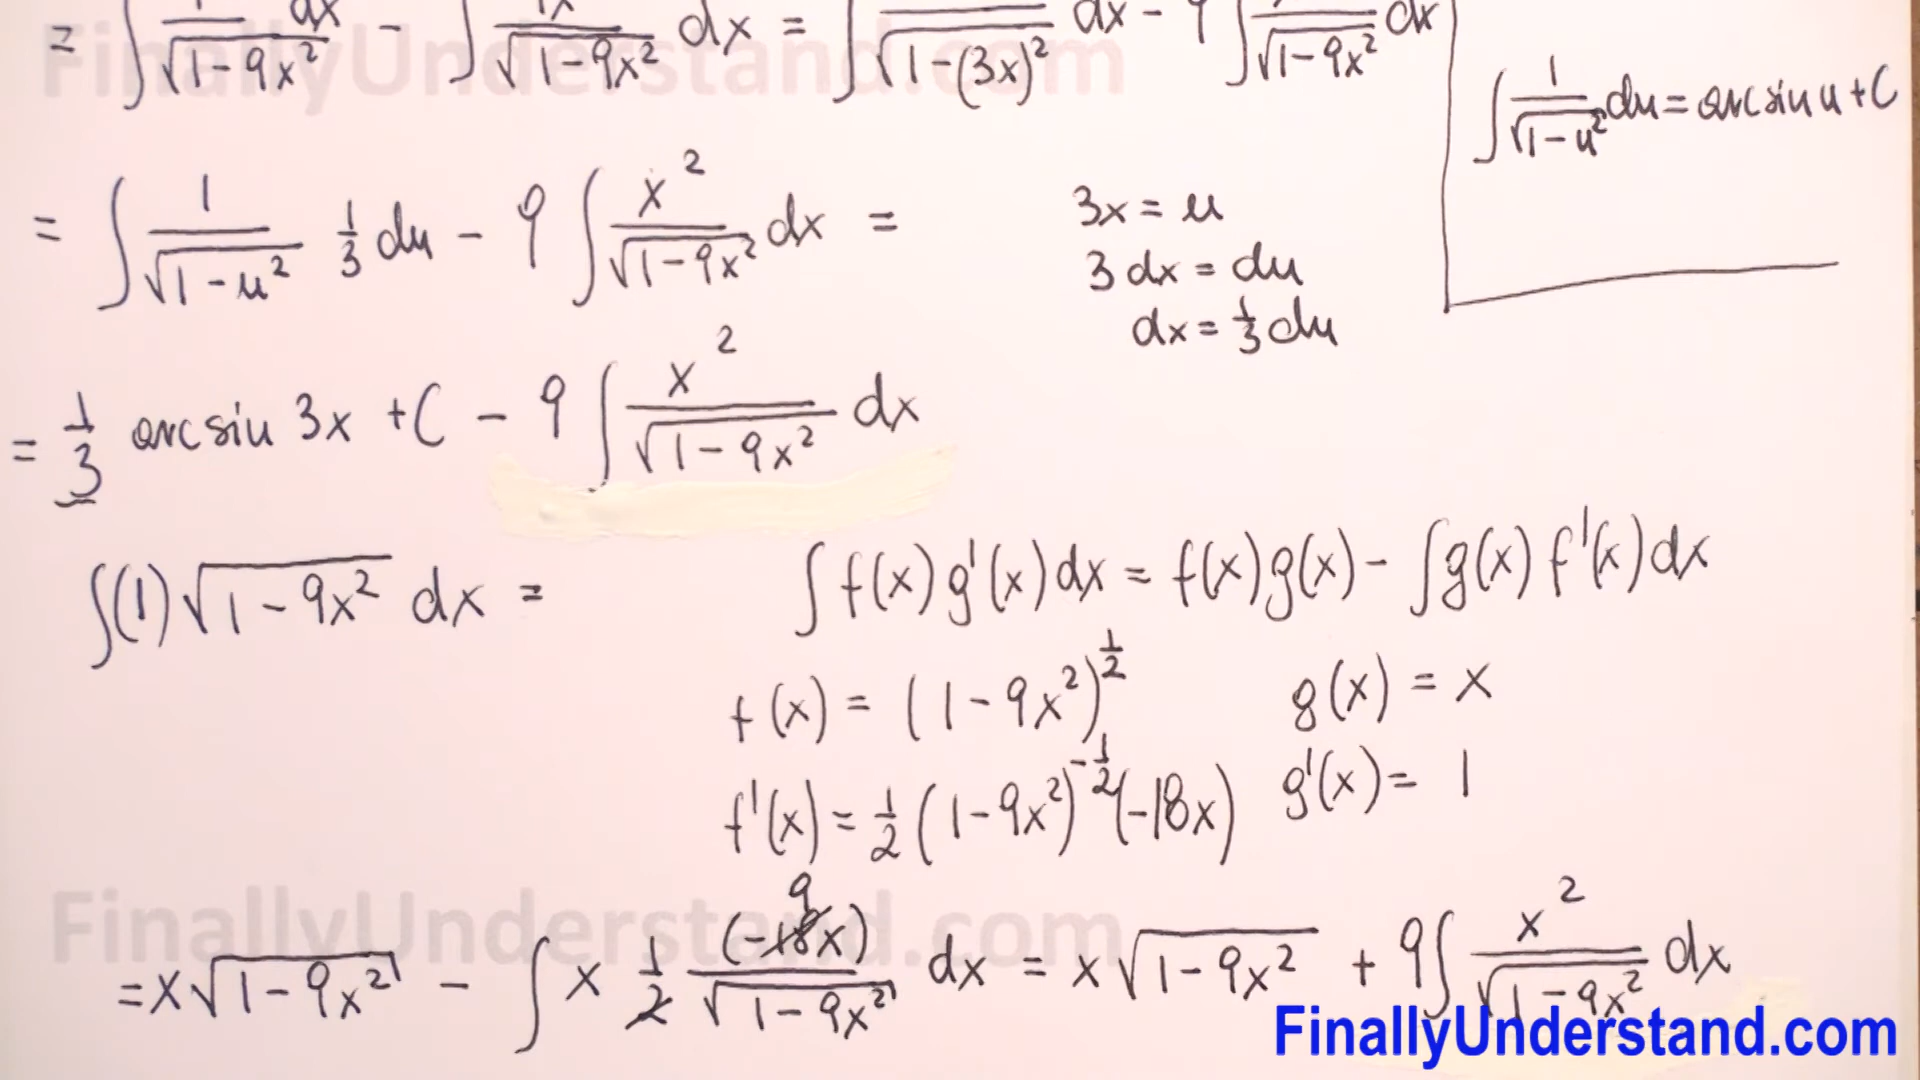 = ∫ 1/√(1-9x²) dx - ∫ /√(1-9x²) dx = ∫ /√(1-(3x)²) dx - 9 ∫ /√(1-9x²) dx
∫ 1/√(1-u²) du = arcsin u + C
= ∫ 1/√(1-u²) 1/3 du - 9 ∫ x²/√(1-9x²) dx =
3x = u
3 dx = du
dx = 1/3 du
= 1/3 arcsin 3x + C - 9 ∫ x²/√(1-9x²) dx
∫(1)√(1-9x²) dx =
∫ f(x) g'(x) dx = f(x) g(x) - ∫ g(x) f'(x) dx
f(x) = (1-9x²)^(1/2) g(x) = x
f'(x) = 1/2 (1-9x²)^(-1/2) (-18x) g'(x) = 1
= x√(1-9x²) - ∫ x 1/2 (-18x)/√(1-9x²) dx = x√(1-9x²) + 9∫ x²/√(1-9x²) dx
9
FinallyUnderstand.com
FinallyUnderstand.com
FinallyUnderstand.com